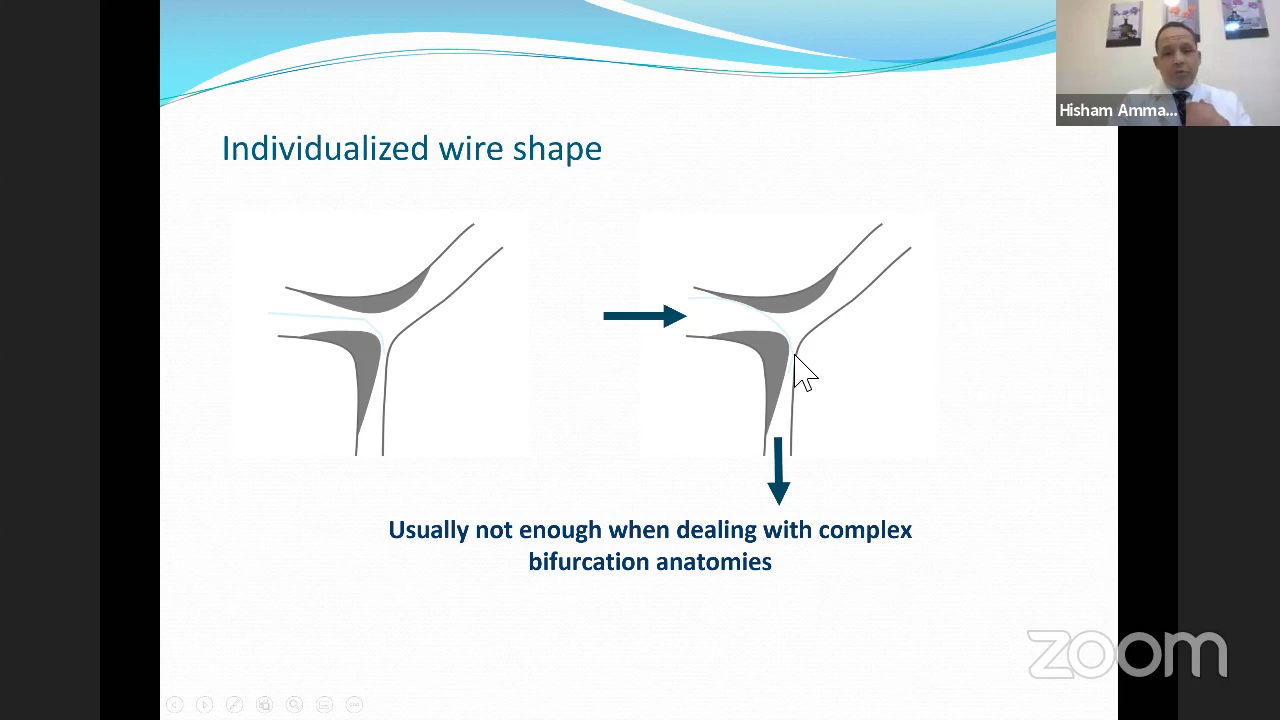 Hisham Amma...
Individualized wire shape
Usually not enough when dealing with complex
bifurcation anatomies
zoom